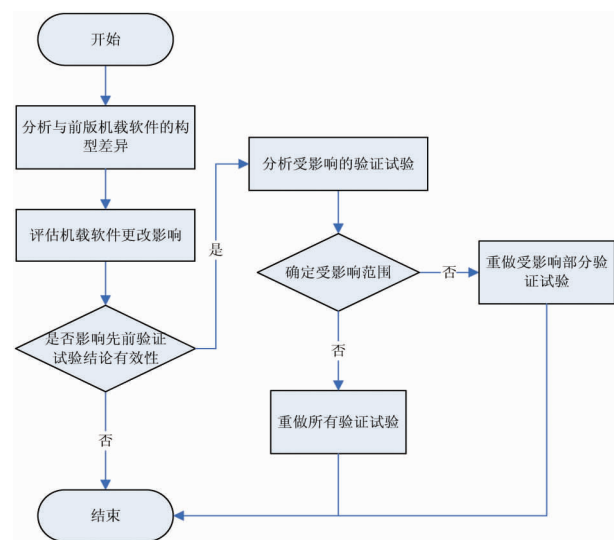 开始
分析与前版机载软件的构
型差异
评估机载软件更改影响
是否影响先前验证
试验结论有效性
是
否
结束
分析受影响的验证试验
确定受影响范围
否
重做受影响部分验
证试验
否
重做所有验证试验